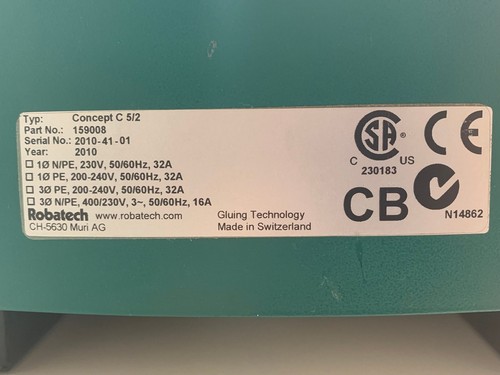 Typ: Concept C 5/2
Part No.: 159008
Serial No.: 2010-41-01
Year: 2010
☐ 1Ø N/PE, 230V, 50/60Hz, 32A
☐ 1Ø PE, 200-240V, 50/60Hz, 32A
☐ 3Ø PE, 200-240V, 50/60Hz, 32A
☐ 3Ø N/PE, 400/230V, 3~, 50/60Hz, 16A
Robatech www.robatech.com Gluing Technology
CH-5630 Muri AG Made in Switzerland
CSA ® CE
C US
230183
CB
N14862